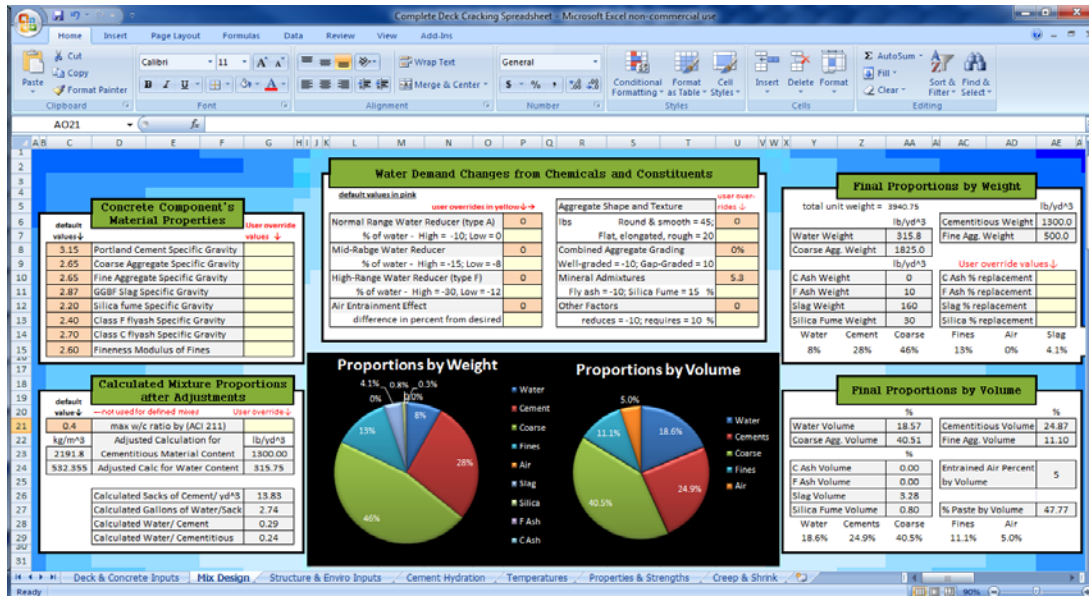 Complete Deck Cracking Spreadsheet - Microsoft Excel non-commercial use
Home Insert Page Layout Formulas Data Review View Add-Ins
Cut
Copy
Format Painter
Paste
Clipboard
Calibri 11
Font
Wrap Text
Merge & Center
Alignment
General
Number
Conditional Formatting Format as Table Cell Styles
Styles
Insert Delete Format
Cells
AutoSum
Fill
Clear
Sort & Filter Find & Select
Editing
AO21 fx
A B C D E F G H I J K L M N O P Q R S T U V W X Y Z AA AC AD AE
Concrete Component's
Material Properties
default values↓ User override values ↓
3.15 Portland Cement Specific Gravity
2.65 Coarse Aggregate Specific Gravity
2.65 Fine Aggregate Specific Gravity
2.87 GGBF Slag Specific Gravity
2.20 Silica fume Specific Gravity
2.40 Class F flyash Specific Gravity
2.70 Class C flyash Specific Gravity
2.60 Fineness Modulus of Fines
Calculated Mixture Proportions
after Adjustments
default value↓ ---not used for defined mixes User override↓
0.4 max w/c ratio by (ACI 211)
kg/m^3 Adjusted Calculation for lb/yd^3
2191.8 Cementitious Material Content 1300.00
532.355 Adjusted Calc for Water Content 315.75
Calculated Sacks of Cement/ yd^3 13.83
Calculated Gallons of Water/Sack 2.74
Calculated Water/ Cement 0.29
Calculated Water/ Cementitious 0.24
Water Demand Changes from Chemicals and Constituents
default values in pink
user overrides in yellow↓→
user over-rides ↓
Normal Range Water Reducer (type A) 0
% of water - High = -10; Low = 0
Mid-Rabge Water Reducer 0
% of water - High = -15; Low = -8
High-Range Water Reducer (type F) 0
% of water - High = -30, Low = -12
Air Entrainment Effect 0
difference in percent from desired
Aggregate Shape and Texture
lbs Round & smooth = 45; 0
Flat, elongated, rough = 20
Combined Aggregate Grading 0%
Well-graded = -10; Gap-Graded = 10
Mineral Admixtures 5.3
Fly ash = -10; Silica Fume = 15 %
Other Factors 0
reduces = -10; requires = 10 %
Proportions by Weight
4.1% 0.8% 0.3%
0% 0.0%
8%
13%
28%
46%
Water
Cement
Coarse
Fines
Air
Slag
Silica
F Ash
C Ash
Proportions by Volume
5.0%
11.1% 18.6%
40.5% 24.9%
Water
Cements
Coarse
Fines
Air
Final Proportions by Weight
total unit weight = 3940.75 lb/yd^3
lb/yd^3 Cementitious Weight 1300.0
Water Weight 315.8 Fine Agg. Weight 500.0
Coarse Agg. Weight 1825.0
lb/yd^3 User override values↓
C Ash Weight 0 C Ash % replacement
F Ash Weight 10 F Ash % replacement
Slag Weight 160 Slag % replacement
Silica Fume Weight 30 Silica % replacement
Water Cement Coarse Fines Air Slag
8% 28% 46% 13% 0% 4.1%
Final Proportions by Volume
% %
Water Volume 18.57 Cementitious Volume 24.87
Coarse Agg. Volume 40.51 Fine Agg. Volume 11.10
%
C Ash Volume 0.00 Entrained Air Percent by Volume 5
F Ash Volume 0.00
Slag Volume 3.28
Silica Fume Volume 0.80 % Paste by Volume 47.77
Water Cements Coarse Fines Air
18.6% 24.9% 40.5% 11.1% 5.0%
Deck & Concrete Inputs Mix Design Structure & Enviro Inputs Cement Hydration Temperatures Properties & Strengths Creep & Shrink
Ready 90%